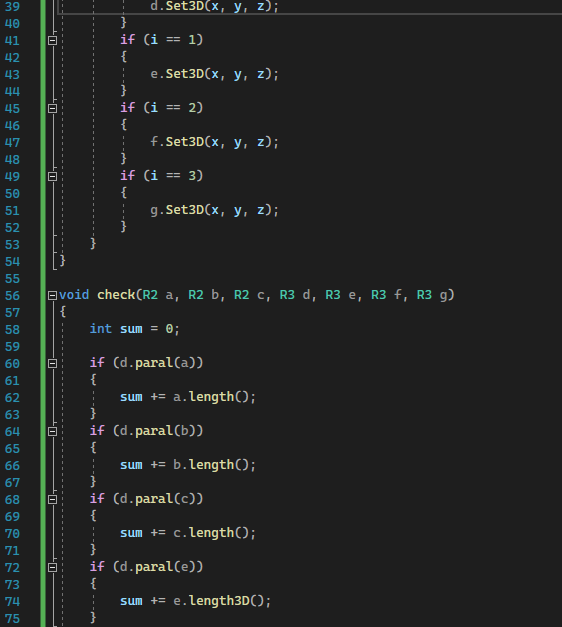 39 d.Set3D(x, y, z);
40 }
41 if (i == 1)
42 {
43 e.Set3D(x, y, z);
44 }
45 if (i == 2)
46 {
47 f.Set3D(x, y, z);
48 }
49 if (i == 3)
50 {
51 g.Set3D(x, y, z);
52 }
53 }
54 }
55
56 void check(R2 a, R2 b, R2 c, R3 d, R3 e, R3 f, R3 g)
57 {
58 int sum = 0;
59
60 if (d.paral(a))
61 {
62 sum += a.length();
63 }
64 if (d.paral(b))
65 {
66 sum += b.length();
67 }
68 if (d.paral(c))
69 {
70 sum += c.length();
71 }
72 if (d.paral(e))
73 {
74 sum += e.length3D();
75 }